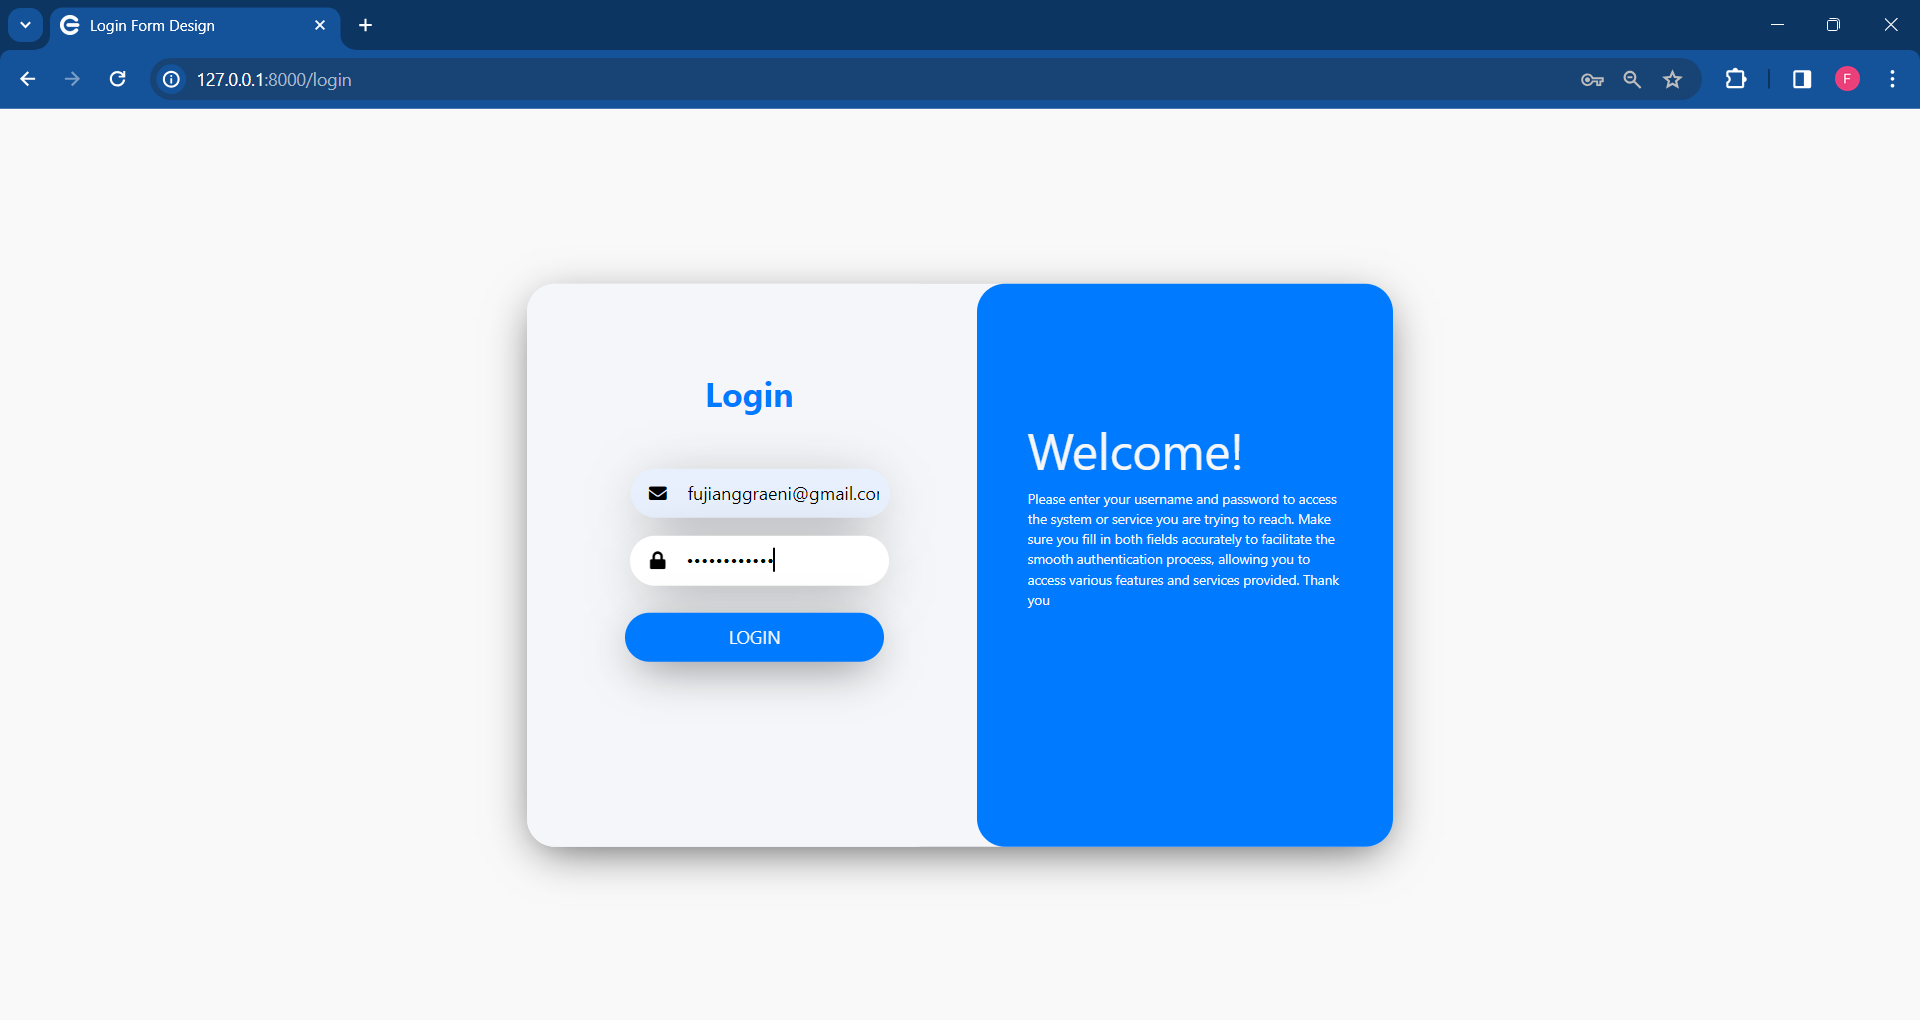 Login Form Design
127.0.0.1:8000/login
F
Login
fujianggraeni@gmail.co
LOGIN
Welcome!
Please enter your username and password to access
the system or service you are trying to reach. Make
sure you fill in both fields accurately to facilitate the
smooth authentication process, allowing you to
access various features and services provided. Thank
you